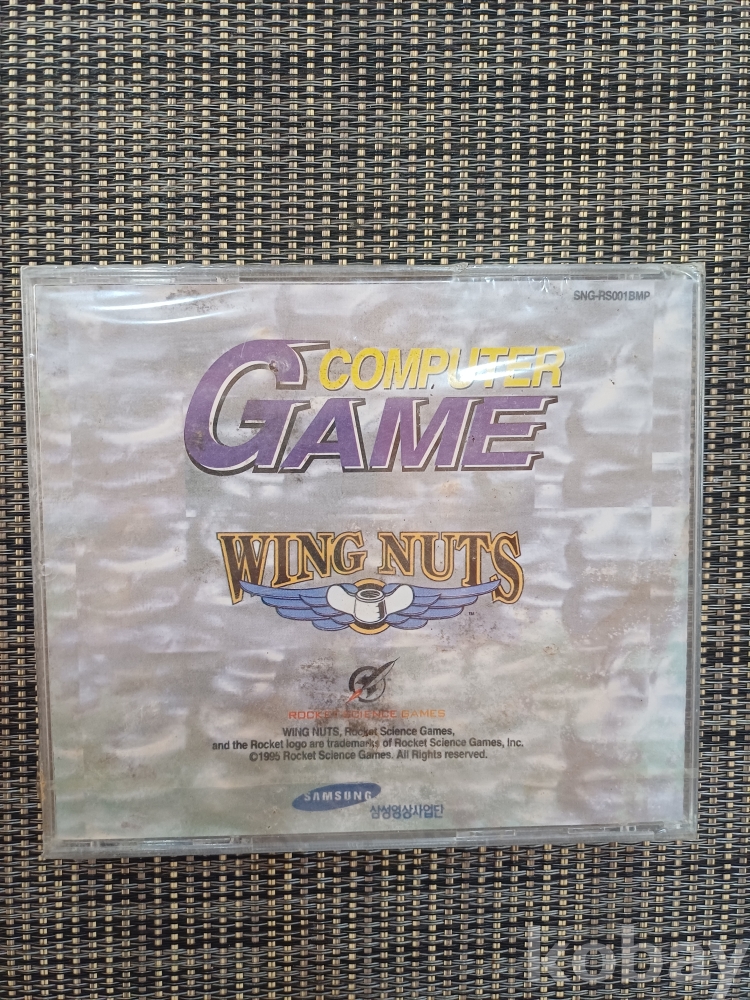 SNG-RS001BMP
COMPUTER
GAME
WING NUTS
TM
ROCKET SCIENCE GAMES
WING NUTS, Rocket Science Games,
and the Rocket logo are trademarks of Rocket Science Games, Inc.
©1995 Rocket Science Games. All Rights reserved.
SAMSUNG
삼성영상사업단
kobay